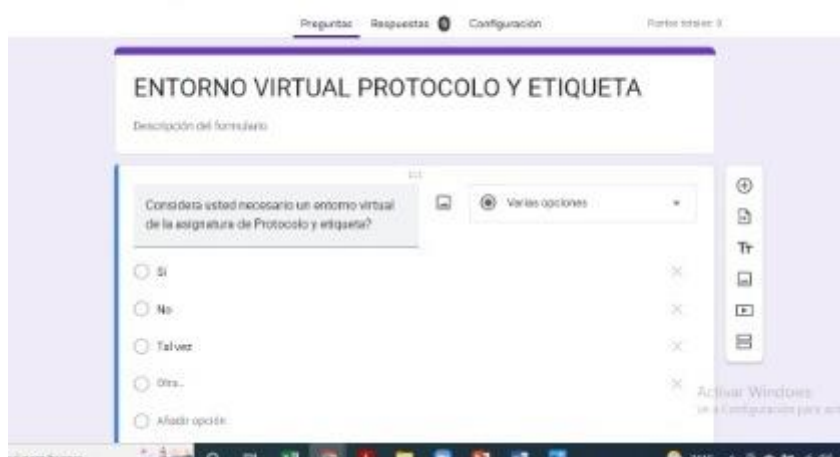 Preguntas Respuestas Configuración
ENTORNO VIRTUAL PROTOCOLO Y ETIQUETA
Descripción del formulario
Considera usted necesario un entorno virtual
de la asignatura de Protocolo y etiqueta?
Varias opciones
Si
No
Tal vez
Otra...
Añadir opción
Activar Windows